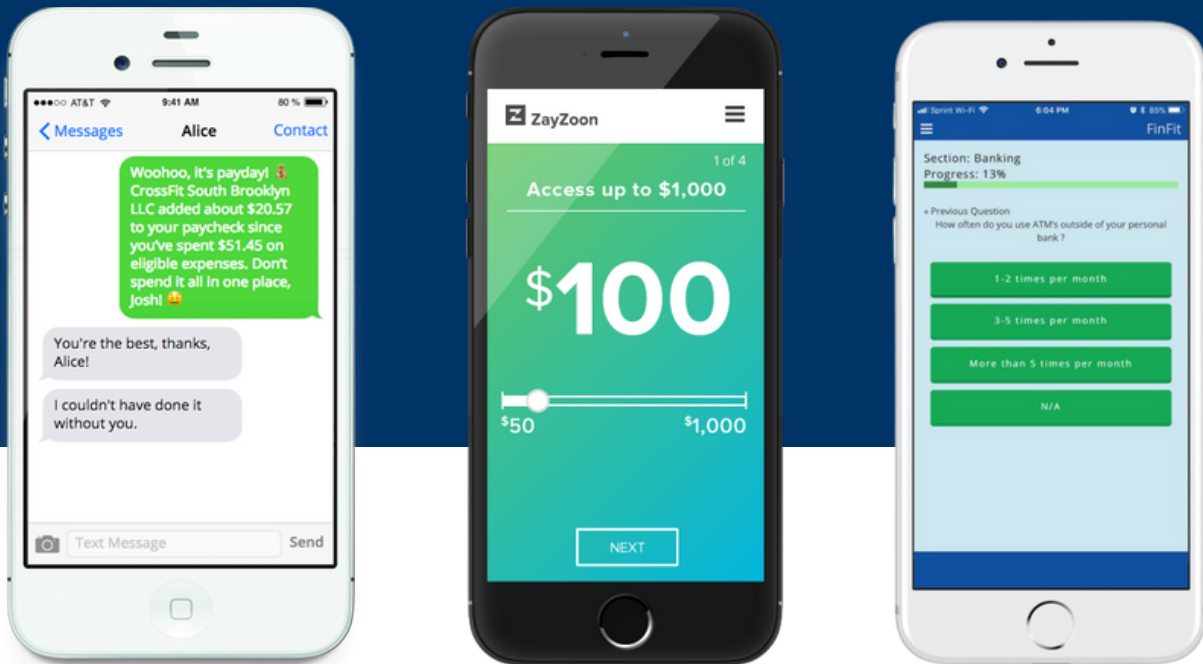 ●●●○○ AT&T 9:41 AM 80 %
Messages Alice Contact
Woohoo, it's payday! 💰
CrossFit South Brooklyn
LLC added about $20.57
to your paycheck since
you've spent $51.45 on
eligible expenses. Don't
spend it all in one place,
Josh! 🤑
You're the best, thanks,
Alice!
I couldn't have done it
without you.
Text Message Send
Z ZayZoon
1 of 4
Access up to $1,000
$100
$50 $1,000
NEXT
Sprint Wi-Fi 6:04 PM 85%
FinFit
Section: Banking
Progress: 13%
« Previous Question
How often do you use ATM's outside of your personal
bank ?
1-2 times per month
3-5 times per month
More than 5 times per month
N/A